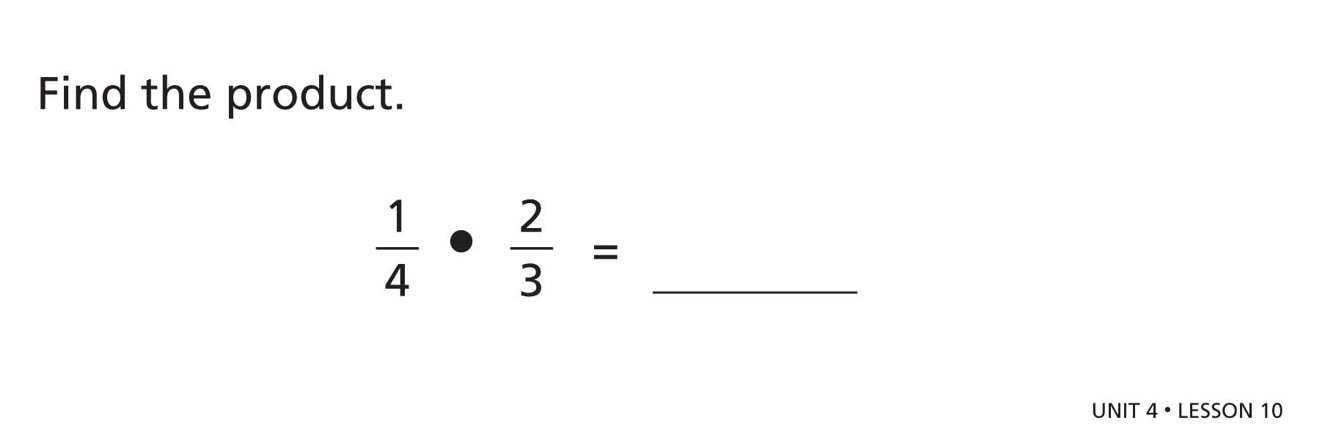 Find the product.
1/4 • 2/3 = ________
UNIT 4 • LESSON 10